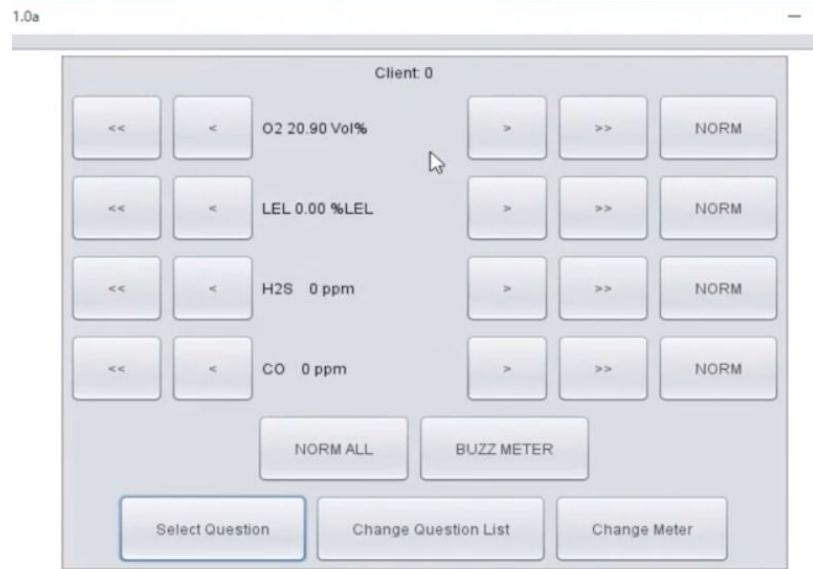 1.0a
Client: 0
<< < O2 20.90 Vol% > >> NORM
<< < LEL 0.00 %LEL > >> NORM
<< < H2S 0 ppm > >> NORM
<< < CO 0 ppm > >> NORM
NORM ALL BUZZ METER
Select Question Change Question List Change Meter